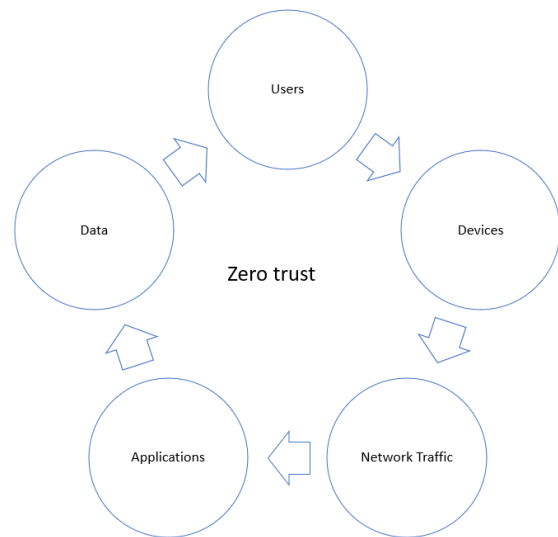 Users
Devices
Network Traffic
Applications
Data
Zero trust